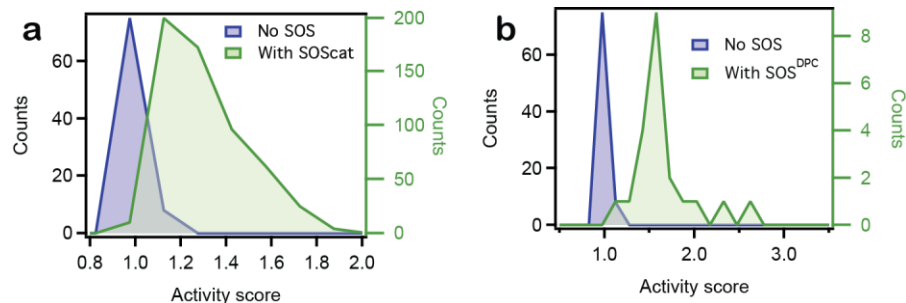 a
No SOS
With SOScat
Counts
60
40
20
0
200
150
100
50
0
Counts
0.8 1.0 1.2 1.4 1.6 1.8 2.0
Activity score
b
No SOS
With SOS^DPC
Counts
60
40
20
0
8
6
4
2
0
Counts
1.0 2.0 3.0
Activity score